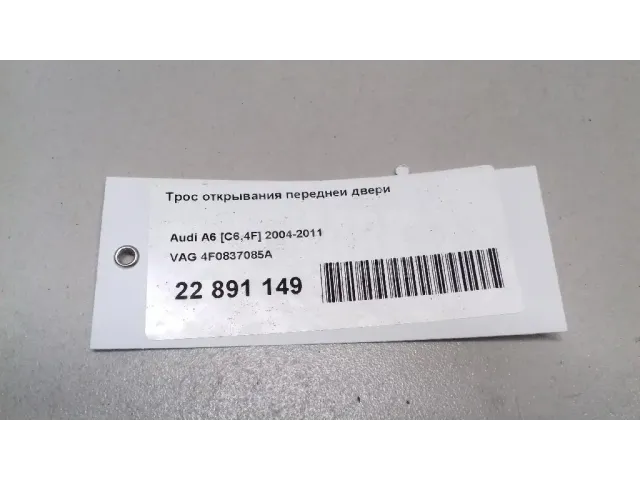 Трос открывания передней двери
Audi A6 [C6,4F] 2004-2011
VAG 4F0837085A
22 891 149